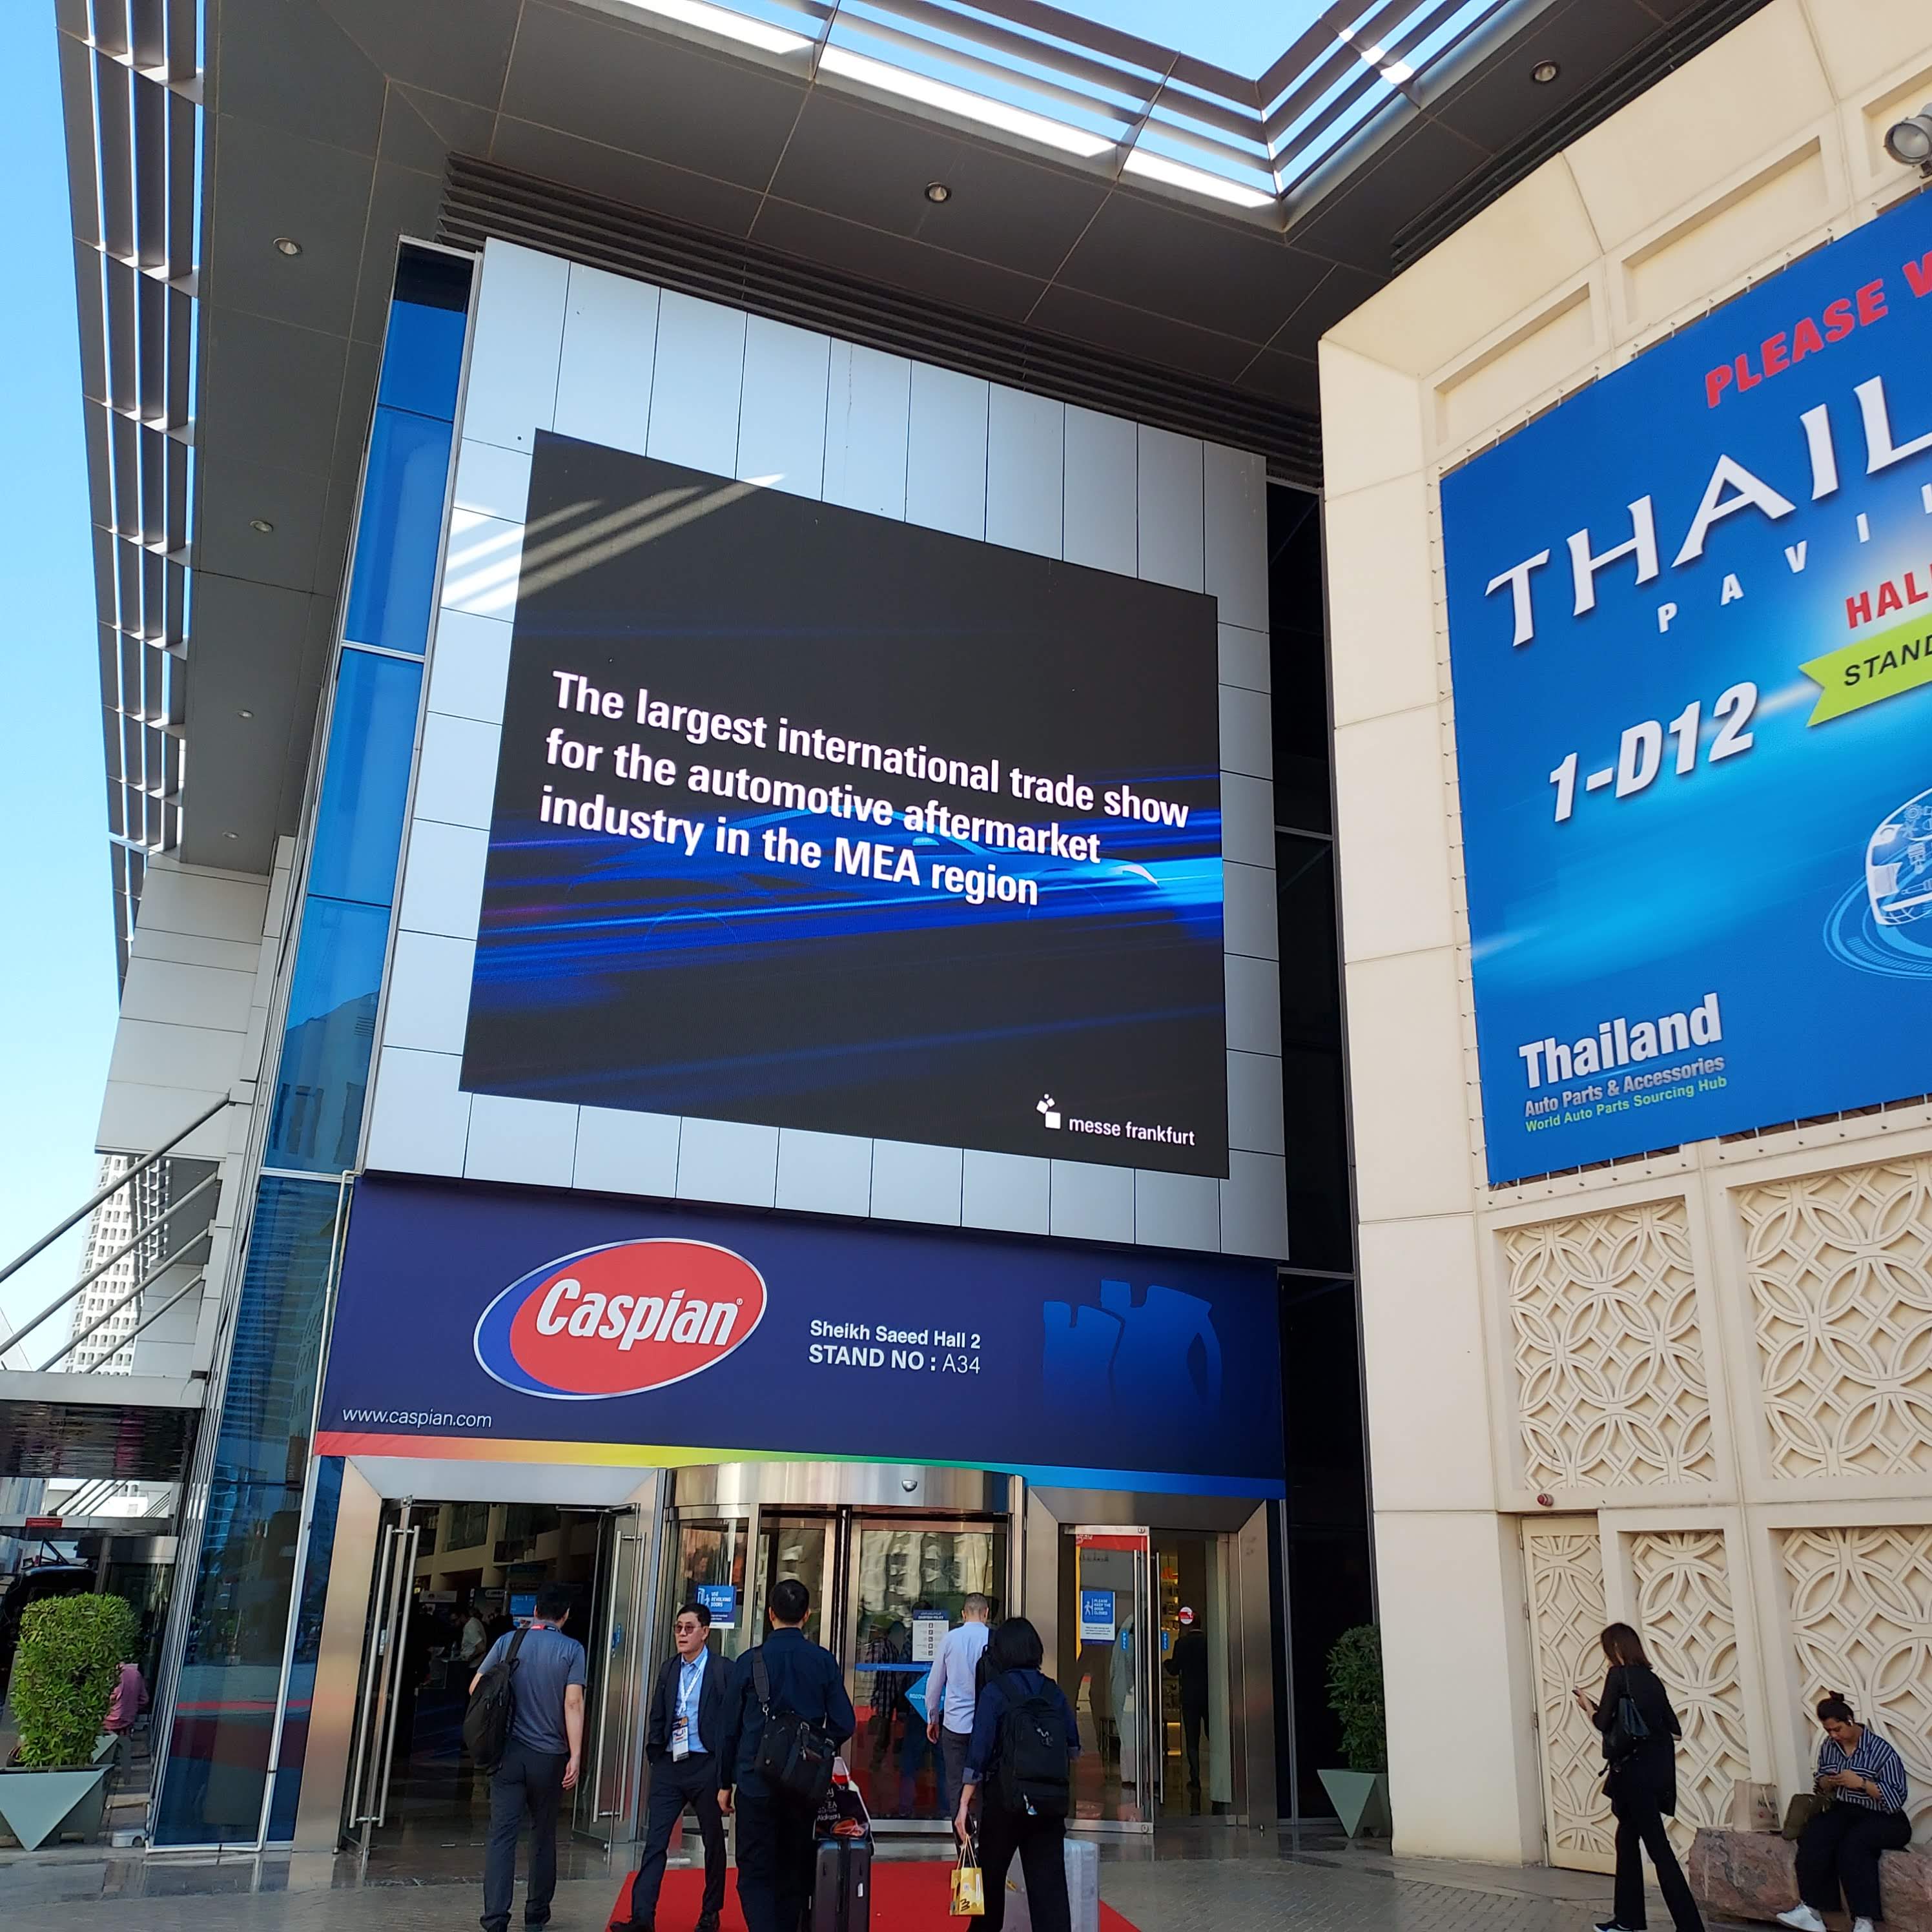 The largest international trade show
for the automotive aftermarket
industry in the MEA region
messe frankfurt
Caspian®
Sheikh Saeed Hall 2
STAND NO : A34
www.caspian.com
PLEASE
THAIL
PAVI
HAL
STAND
1-D12
Thailand
Auto Parts & Accessories
World Auto Parts Sourcing Hub